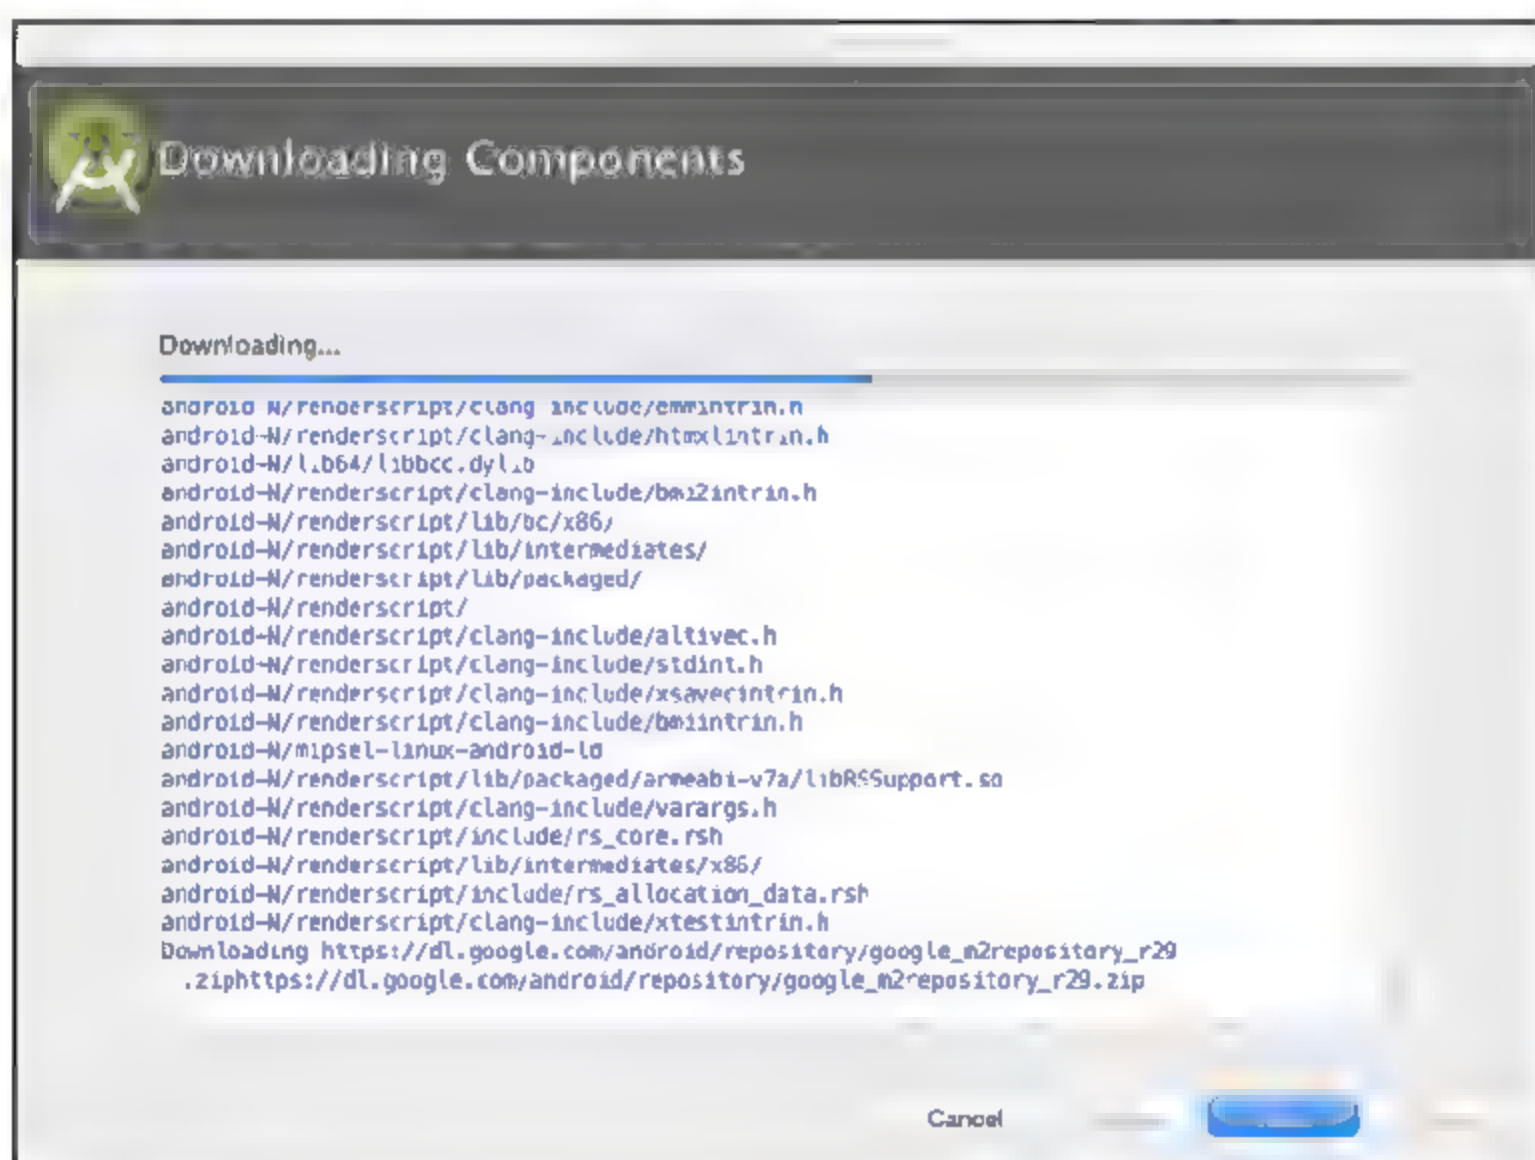 Downloading Components
Downloading...
android-N/renderscript/clang-include/emmintrin.h
android-N/renderscript/clang-include/htmxlintrin.h
android-N/lib64/libbcc.dylib
android-N/renderscript/clang-include/bmi2intrin.h
android-N/renderscript/lib/bc/x86/
android-N/renderscript/lib/intermediates/
android-N/renderscript/lib/packaged/
android-N/renderscript/
android-N/renderscript/clang-include/altivec.h
android-N/renderscript/clang-include/stdint.h
android-N/renderscript/clang-include/xsavecintrin.h
android-N/renderscript/clang-include/bmiintrin.h
android-N/mipsel-linux-android-ld
android-N/renderscript/lib/packaged/armeabi-v7a/libRSSupport.so
android-N/renderscript/clang-include/varargs.h
android-N/renderscript/include/rs_core.rsh
android-N/renderscript/lib/intermediates/x86/
android-N/renderscript/include/rs_allocation_data.rsh
android-N/renderscript/clang-include/xtestintrin.h
Downloading https://dl.google.com/android/repository/google_m2repository_r29
.ziphttps://dl.google.com/android/repository/google_m2repository_r29.zip
Cancel